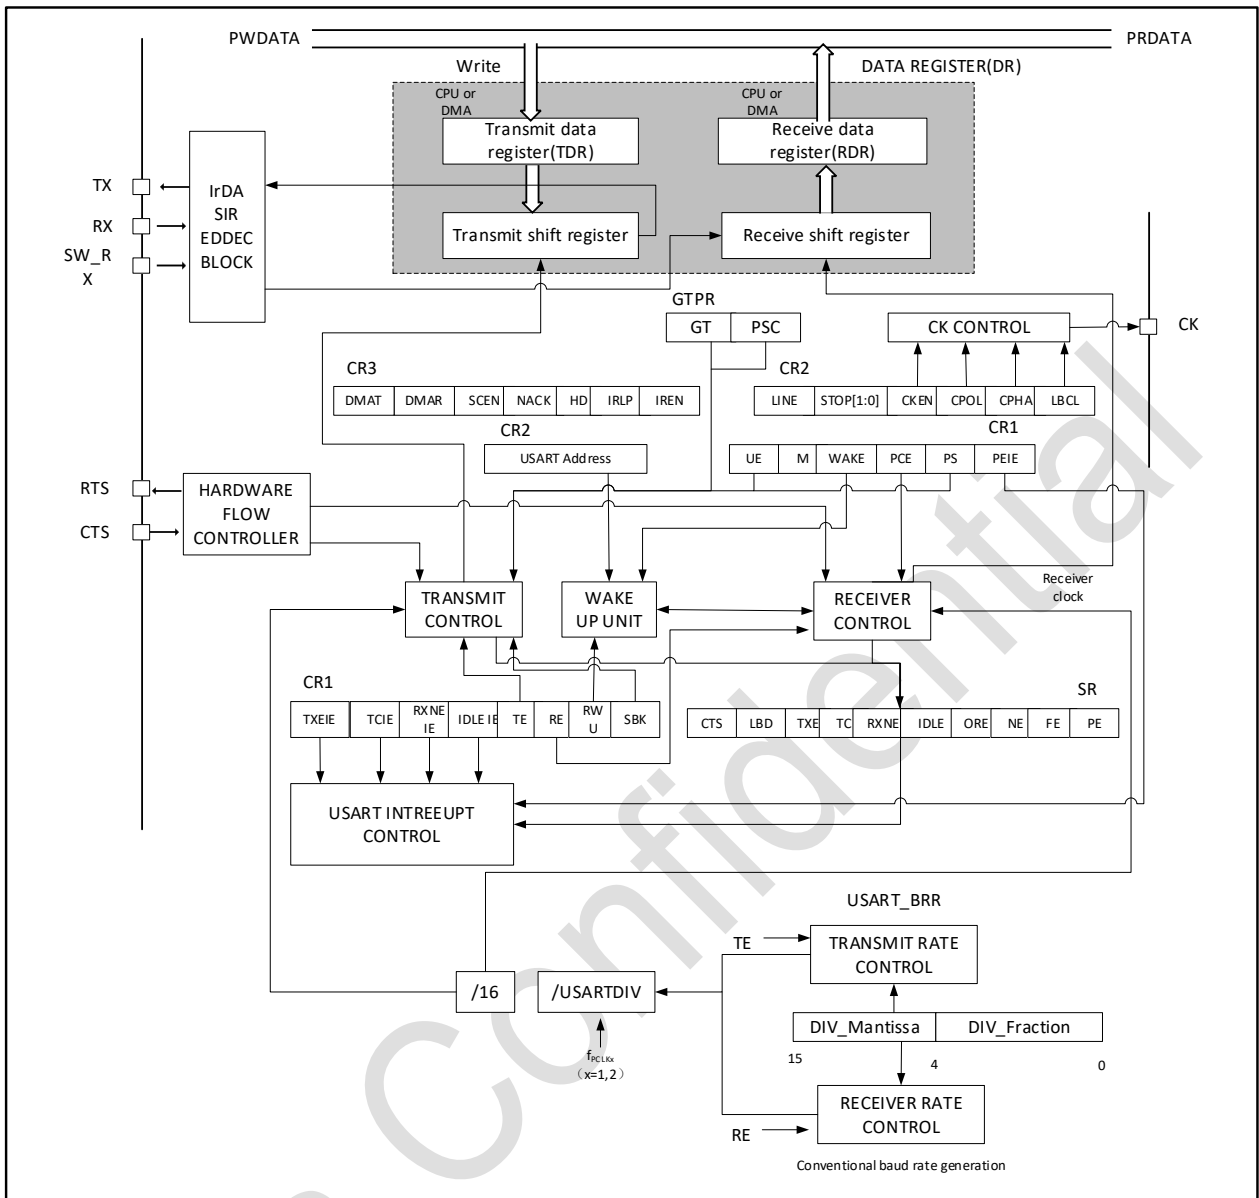 PWDATA
PRDATA
Write
DATA REGISTER(DR)
CPU or
DMA
CPU or
DMA
Transmit data
register(TDR)
Receive data
register(RDR)
TX
RX
SW_R
X
IrDA
SIR
EDDEC
BLOCK
Transmit shift register
Receive shift register
GTPR
GT
PSC
CK CONTROL
CK
CR3
DMAT
DMAR
SCEN
NACK
HD
IRLP
IREN
CR2
LINE
STOP[1:0]
CKEN
CPOL
CPHA
LBCL
CR2
USART Address
CR1
UE
M
WAKE
PCE
PS
PEIE
RTS
CTS
HARDWARE
FLOW
CONTROLLER
TRANSMIT
CONTROL
WAKE
UP UNIT
RECEIVER
CONTROL
Receiver
clock
CR1
TXEIE
TCIE
RXNE
IE
IDLE IE
TE
RE
RW
U
SBK
SR
CTS
LBD
TXE
TC
RXNE
IDLE
ORE
NE
FE
PE
USART INTREEUPT
CONTROL
USART_BRR
TE
TRANSMIT RATE
CONTROL
/16
/USARTDIV
DIV_Mantissa
DIV_Fraction
15
4
0
fPCLKx
（x=1,2）
RECEIVER RATE
CONTROL
RE
Conventional baud rate generation
Confidential